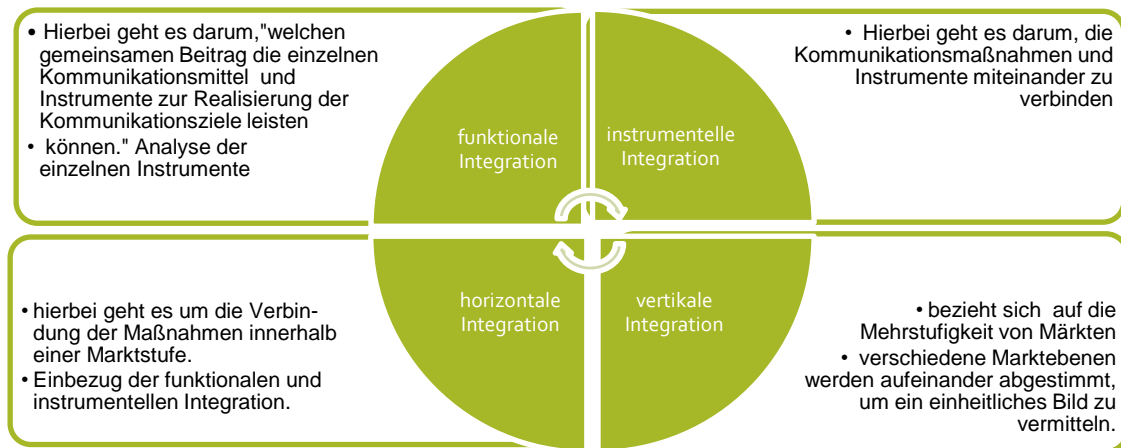 • Hierbei geht es darum,"welchen
gemeinsamen Beitrag die einzelnen
Kommunikationsmittel und
Instrumente zur Realisierung der
Kommunikationsziele leisten
• können." Analyse der
einzelnen Instrumente
funktionale
Integration
instrumentelle
Integration
• Hierbei geht es darum, die
Kommunikationsmaßnahmen und
Instrumente miteinander zu
verbinden
• hierbei geht es um die Verbin-
dung der Maßnahmen innerhalb
einer Marktstufe.
• Einbezug der funktionalen und
instrumentellen Integration.
horizontale
Integration
vertikale
Integration
• bezieht sich auf die
Mehrstufigkeit von Märkten
• verschiedene Marktebenen
werden aufeinander abgestimmt,
um ein einheitliches Bild zu
vermitteln.